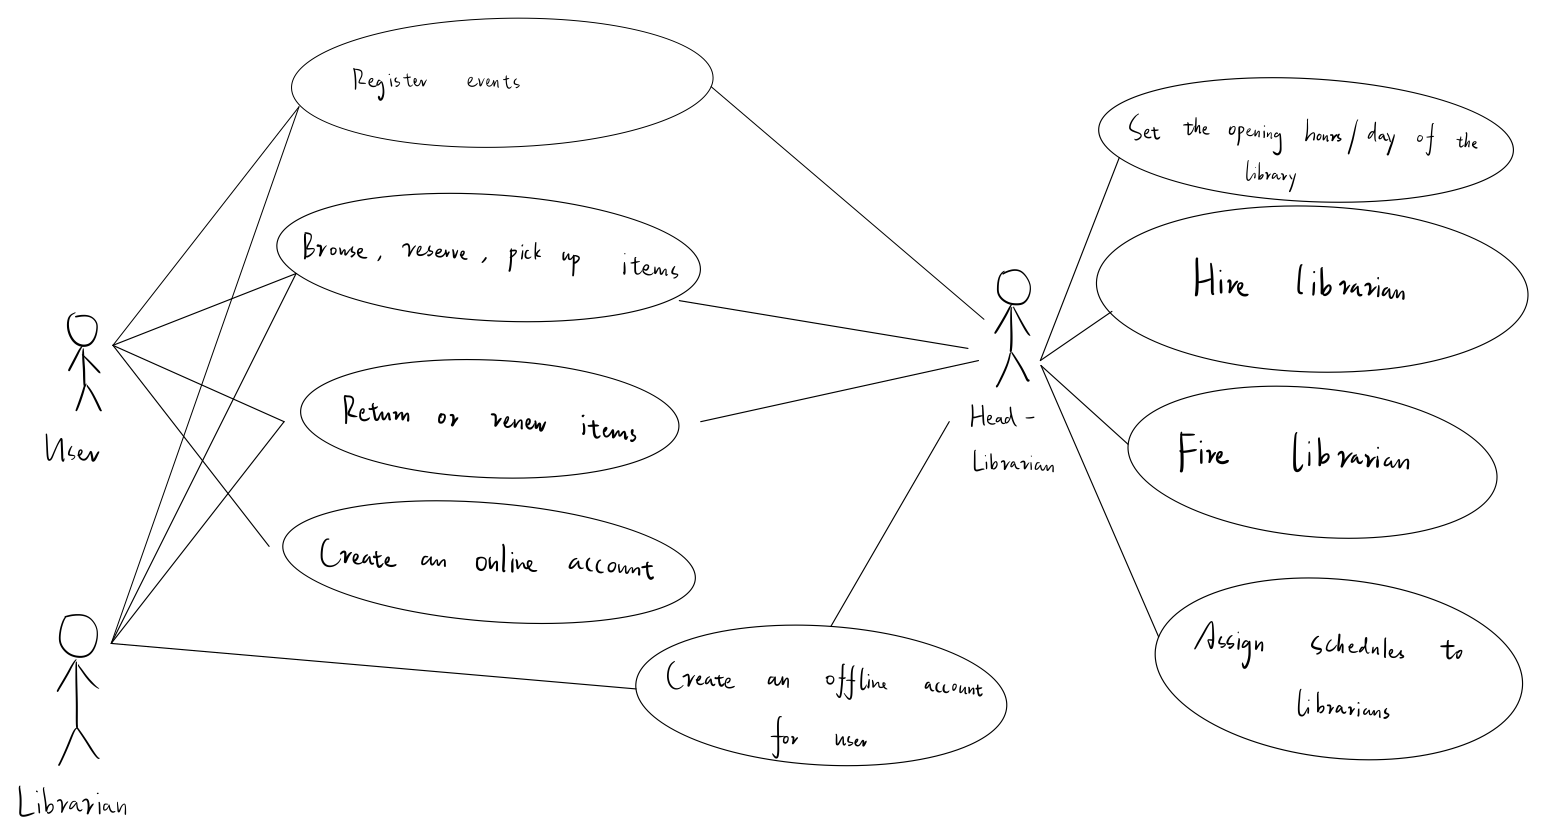 Register events
Set the opening hours/day of the
library
Browse, reserve, pick up items
Hire librarian
User
Return or renew items
Head-
Librarian
Fire librarian
Create an online account
Assign schedules to
librarians
Create an offline account
for user
Librarian